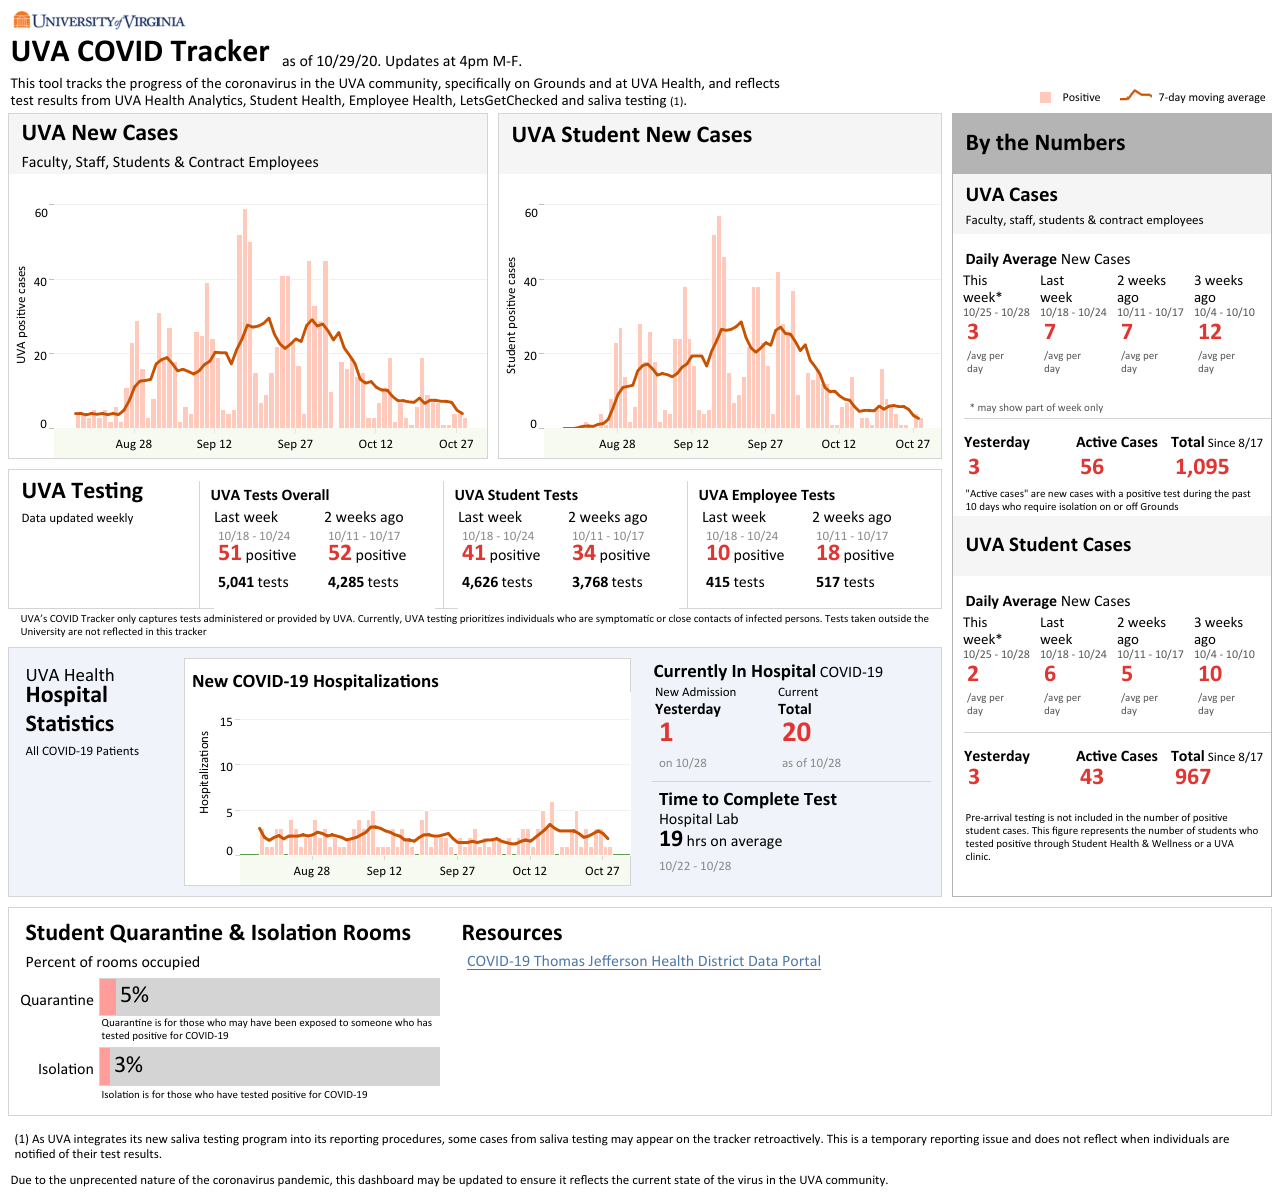 UNIVERSITY of VIRGINIA
UVA COVID Tracker as of 10/29/20. Updates at 4pm M-F.
This tool tracks the progress of the coronavirus in the UVA community, specifically on Grounds and at UVA Health, and reflects
test results from UVA Health Analytics, Student Health, Employee Health, LetsGetChecked and saliva testing (1).
Positive 7-day moving average
UVA New Cases
Faculty, Staff, Students & Contract Employees
UVA positive cases
60
40
20
0
Aug 28 Sep 12 Sep 27 Oct 12 Oct 27
UVA Student New Cases
Student positive cases
60
40
20
0
Aug 28 Sep 12 Sep 27 Oct 12 Oct 27
By the Numbers
UVA Cases
Faculty, staff, students & contract employees
Daily Average New Cases
This Last 2 weeks 3 weeks
week* week ago ago
10/25 - 10/28 10/18 - 10/24 10/11 - 10/17 10/4 - 10/10
3 7 7 12
/avg per /avg per /avg per /avg per
day day day day
* may show part of week only
Yesterday Active Cases Total Since 8/17
3 56 1,095
"Active cases" are new cases with a positive test during the past
10 days who require isolation on or off Grounds
UVA Student Cases
Daily Average New Cases
This Last 2 weeks 3 weeks
week* week ago ago
10/25 - 10/28 10/18 - 10/24 10/11 - 10/17 10/4 - 10/10
2 6 5 10
/avg per /avg per /avg per /avg per
day day day day
Yesterday Active Cases Total Since 8/17
3 43 967
Pre-arrival testing is not included in the number of positive
student cases. This figure represents the number of students who
tested positive through Student Health & Wellness or a UVA
clinic.
UVA Testing
Data updated weekly
UVA Tests Overall
Last week 2 weeks ago
10/18 - 10/24 10/11 - 10/17
51 positive 52 positive
5,041 tests 4,285 tests
UVA Student Tests
Last week 2 weeks ago
10/18 - 10/24 10/11 - 10/17
41 positive 34 positive
4,626 tests 3,768 tests
UVA Employee Tests
Last week 2 weeks ago
10/18 - 10/24 10/11 - 10/17
10 positive 18 positive
415 tests 517 tests
UVA's COVID Tracker only captures tests administered or provided by UVA. Currently, UVA testing prioritizes individuals who are symptomatic or close contacts of infected persons. Tests taken outside the
University are not reflected in this tracker
UVA Health
Hospital
Statistics
All COVID-19 Patients
New COVID-19 Hospitalizations
Hospitalizations
15
10
5
0
Aug 28 Sep 12 Sep 27 Oct 12 Oct 27
Currently In Hospital COVID-19
New Admission Current
Yesterday Total
1 20
on 10/28 as of 10/28
Time to Complete Test
Hospital Lab
19 hrs on average
10/22 - 10/28
Student Quarantine & Isolation Rooms
Percent of rooms occupied
Quarantine 5%
Quarantine is for those who may have been exposed to someone who has
tested positive for COVID-19
Isolation 3%
Isolation is for those who have tested positive for COVID-19
Resources
COVID-19 Thomas Jefferson Health District Data Portal
(1) As UVA integrates its new saliva testing program into its reporting procedures, some cases from saliva testing may appear on the tracker retroactively. This is a temporary reporting issue and does not reflect when individuals are
notified of their test results.
Due to the unprecented nature of the coronavirus pandemic, this dashboard may be updated to ensure it reflects the current state of the virus in the UVA community.